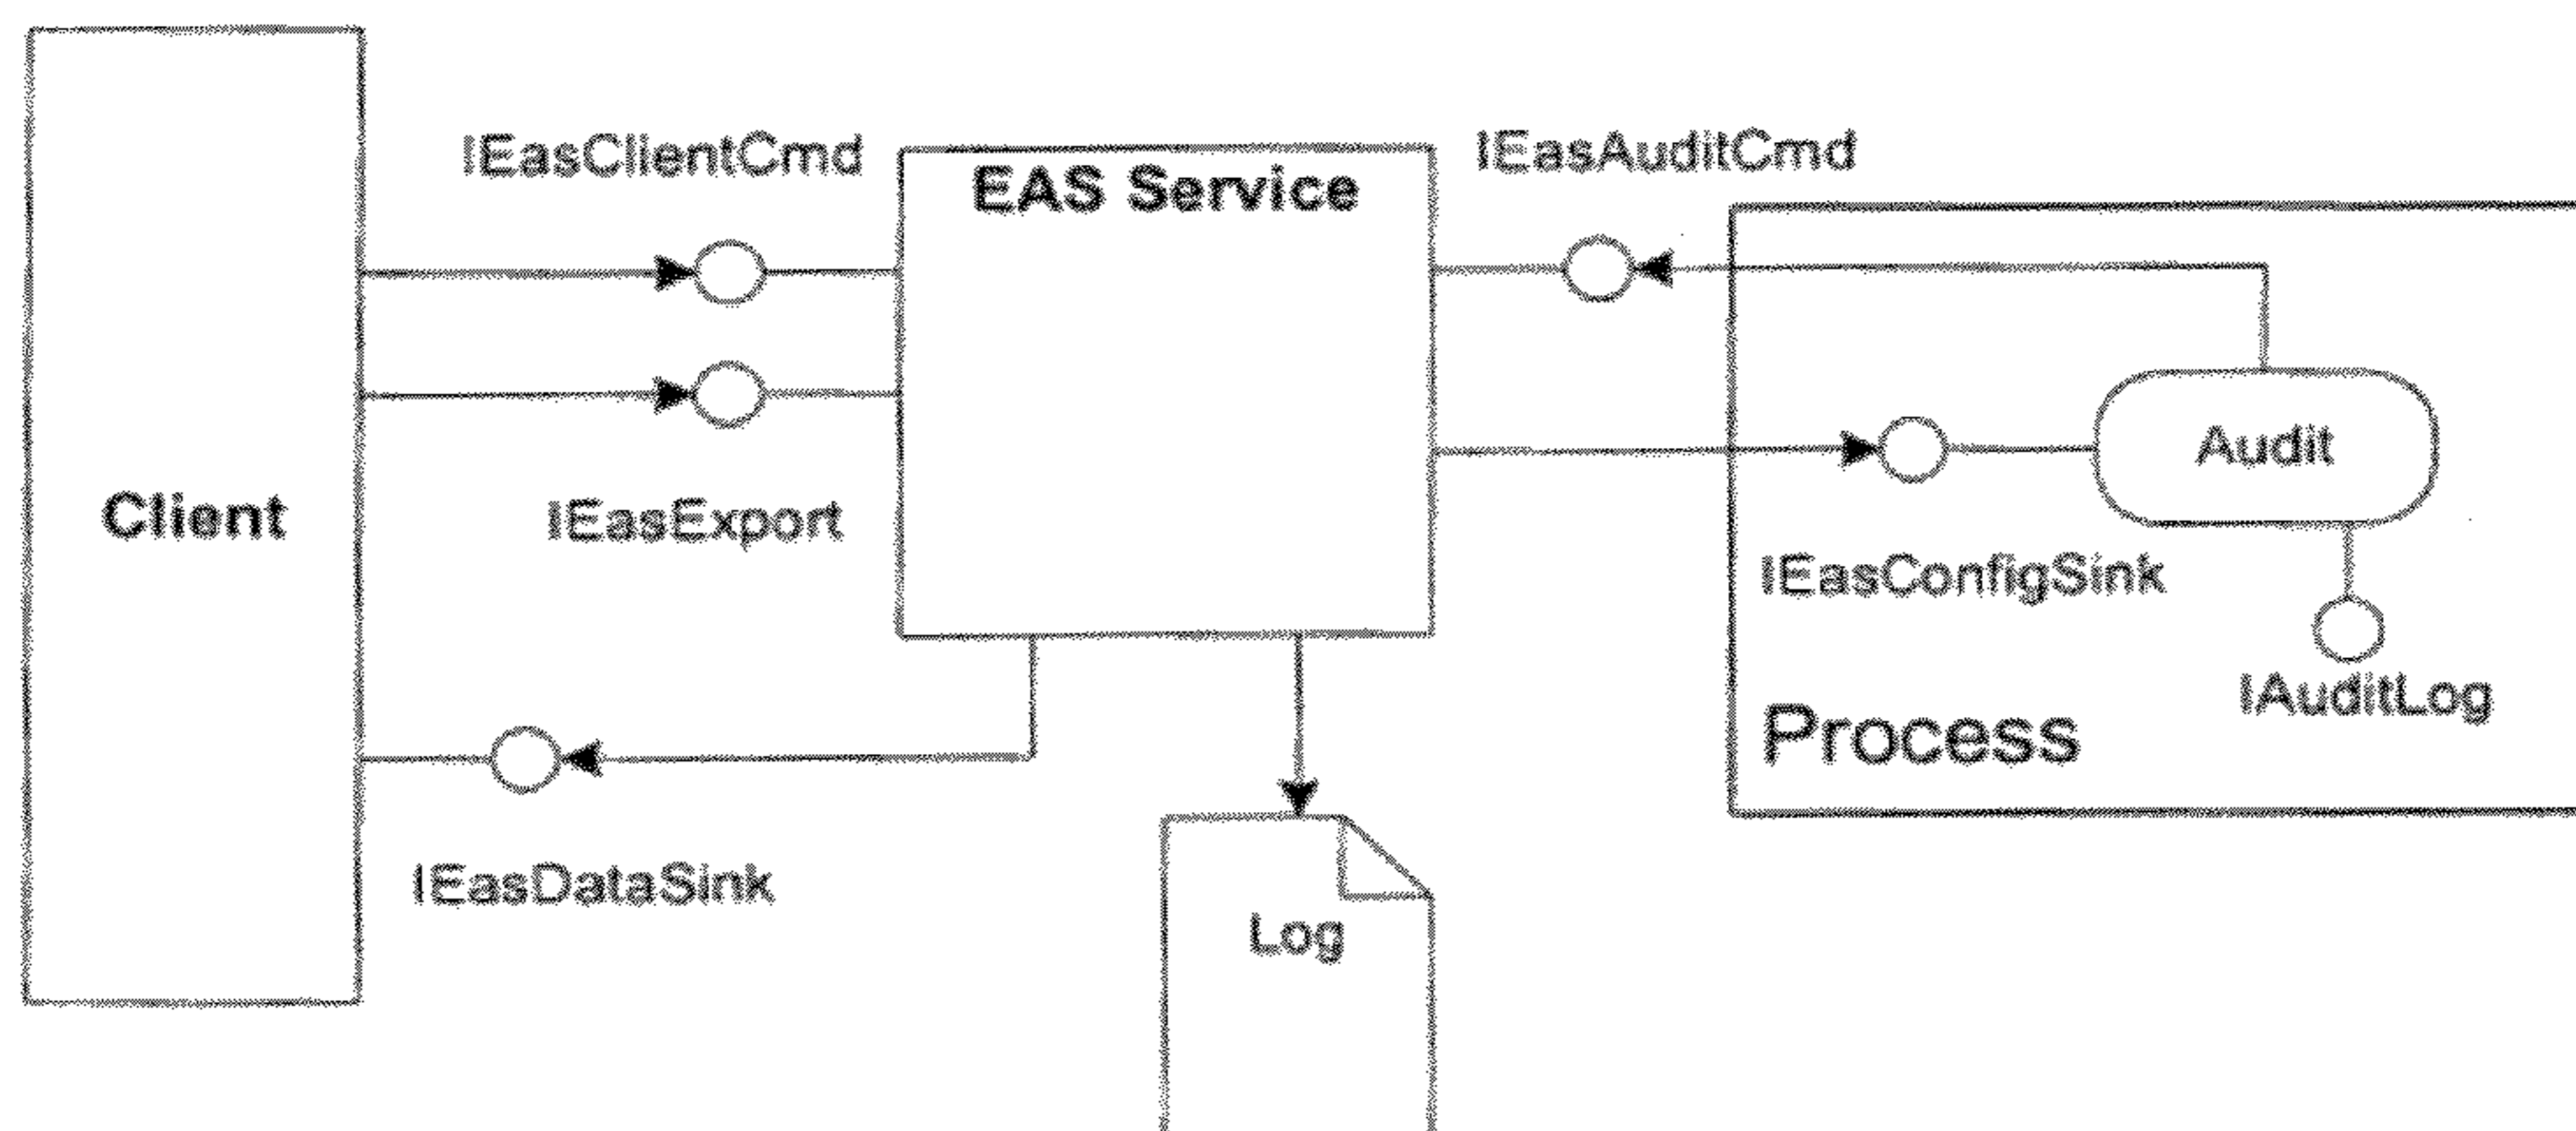 IEasClientCmd
EAS Service
IEasAuditCmd
Client
IEasExport
Audit
IEasConfigSink
IAuditLog
Process
IEasDataSink
Log